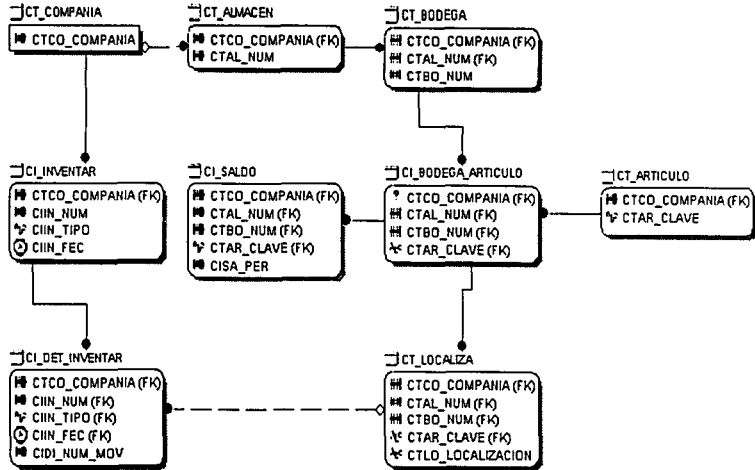 CT_COMPANIA
CTCO_COMPANIA
CT_ALMACEN
CTCO_COMPANIA (FK)
CTAL_NUM
CT_BODEGA
CTCO_COMPANIA (FK)
CTAL_NUM (FK)
CTBO_NUM
CI_INVENTAR
CTCO_COMPANIA (FK)
CIIN_NUM
CIIN_TIPO
CIIN_FEC
CI_SALDO
CTCO_COMPANIA (FK)
CTAL_NUM (FK)
CTBO_NUM (FK)
CTAR_CLAVE (FK)
CISA_PER
CI_BODEGA_ARTICULO
CTCO_COMPANIA (FK)
CTAL_NUM (FK)
CTBO_NUM (FK)
CTAR_CLAVE (FK)
CT_ARTICULO
CTCO_COMPANIA (FK)
CTAR_CLAVE
CI_DET_INVENTAR
CTCO_COMPANIA (FK)
CIIN_NUM (FK)
CIIN_TIPO (FK)
CIIN_FEC (FK)
CIDI_NUM_MOV
CT_LOCALIZA
CTCO_COMPANIA (FK)
CTAL_NUM (FK)
CTBO_NUM (FK)
CTAR_CLAVE (FK)
CTLO_LOCALIZACION